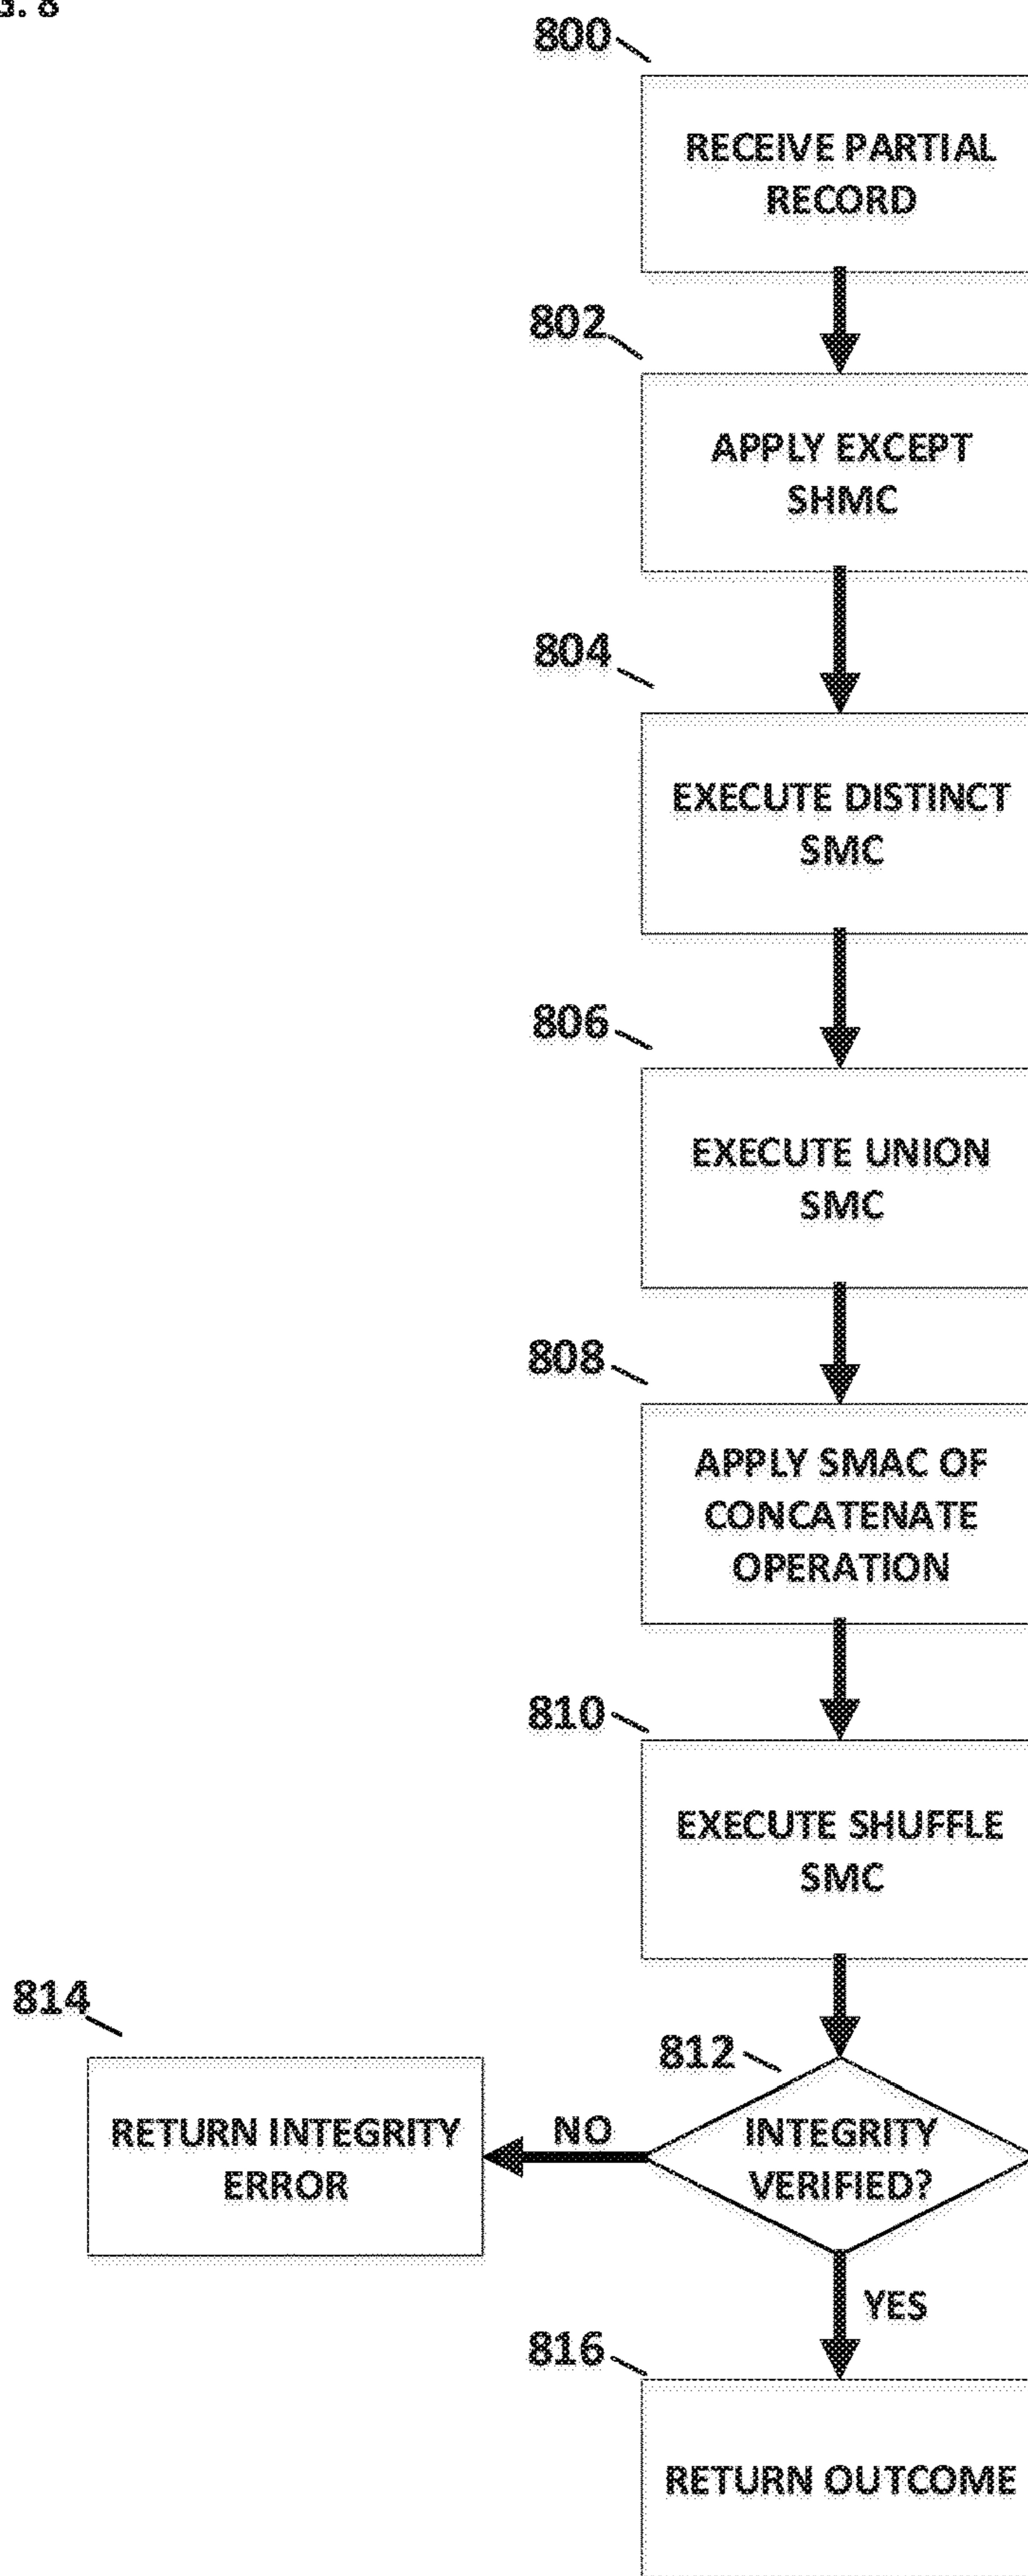 G. 8
800
RECEIVE PARTIAL
RECORD
802
APPLY EXCEPT
SHMC
804
EXECUTE DISTINCT
SMC
806
EXECUTE UNION
SMC
808
APPLY SMAC OF
CONCATENATE
OPERATION
810
EXECUTE SHUFFLE
SMC
814
812
RETURN INTEGRITY
ERROR
NO
INTEGRITY
VERIFIED?
YES
816
RETURN OUTCOME